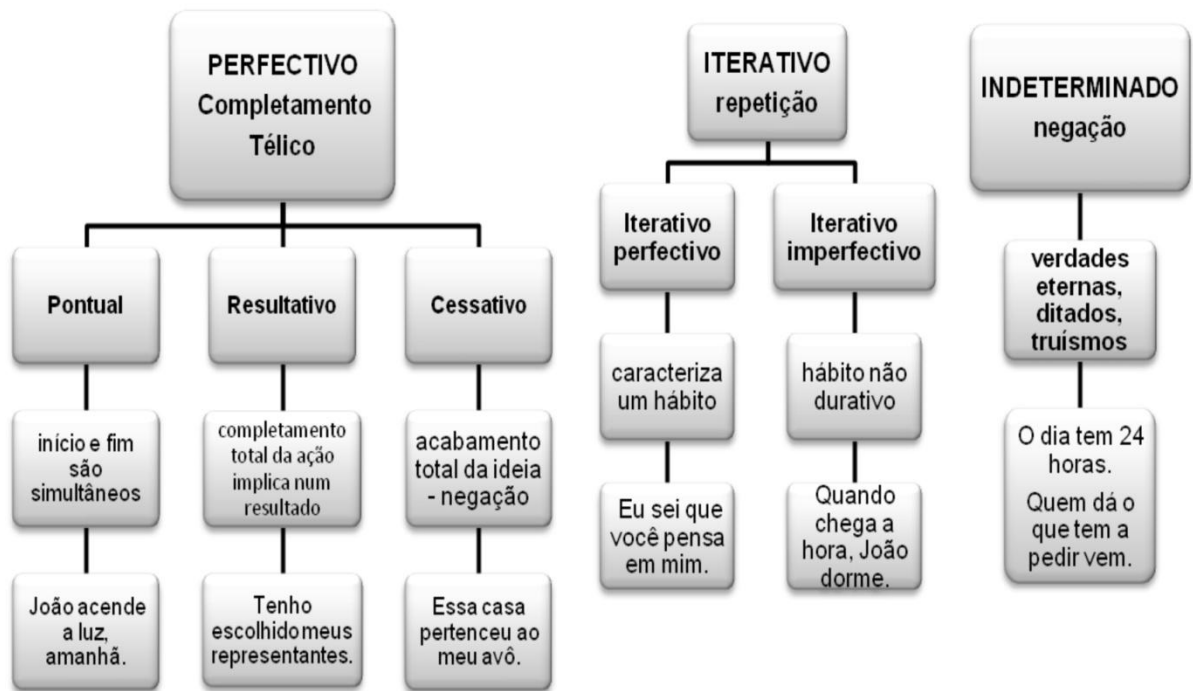 PERFECTIVO
Completamento
Télico
Pontual
início e fim
são
simultâneos
João acende
a luz,
amanhã.
Resultativo
completamento
total da ação
implica num
resultado
Tenho
escolhido meus
representantes.
Cessativo
acabamento
total da ideia
- negação
Essa casa
pertenceu ao
meu avô.
ITERATIVO
repetição
Iterativo
perfectivo
caracteriza
um hábito
Eu sei que
você pensa
em mim.
Iterativo
imperfectivo
hábito não
durativo
Quando
chega a
hora, João
dorme.
INDETERMINADO
negação
verdades
eternas,
ditados,
truísmos
O dia tem 24
horas.
Quem dá o
que tem a
pedir vem.